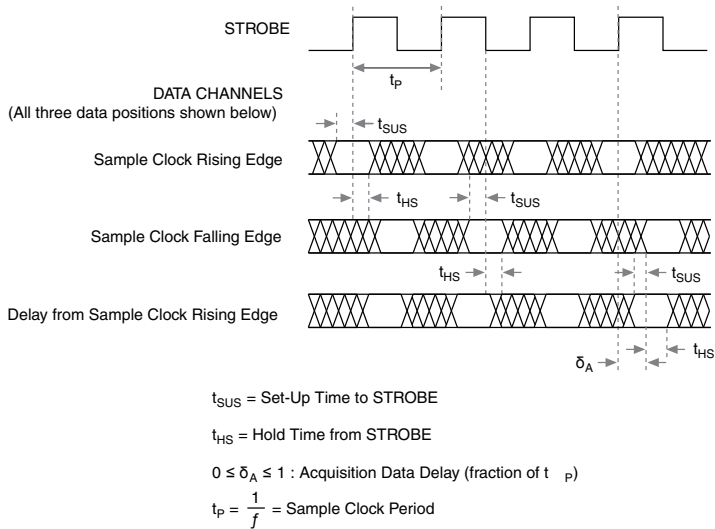 STROBE
tP
DATA CHANNELS
(All three data positions shown below)
tSUS
Sample Clock Rising Edge
tHS
tSUS
Sample Clock Falling Edge
tHS
tSUS
Delay from Sample Clock Rising Edge
δA
tHS
tSUS = Set-Up Time to STROBE
tHS = Hold Time from STROBE
0 ≤ δA ≤ 1 : Acquisition Data Delay (fraction of t P)
tP = 1/f = Sample Clock Period